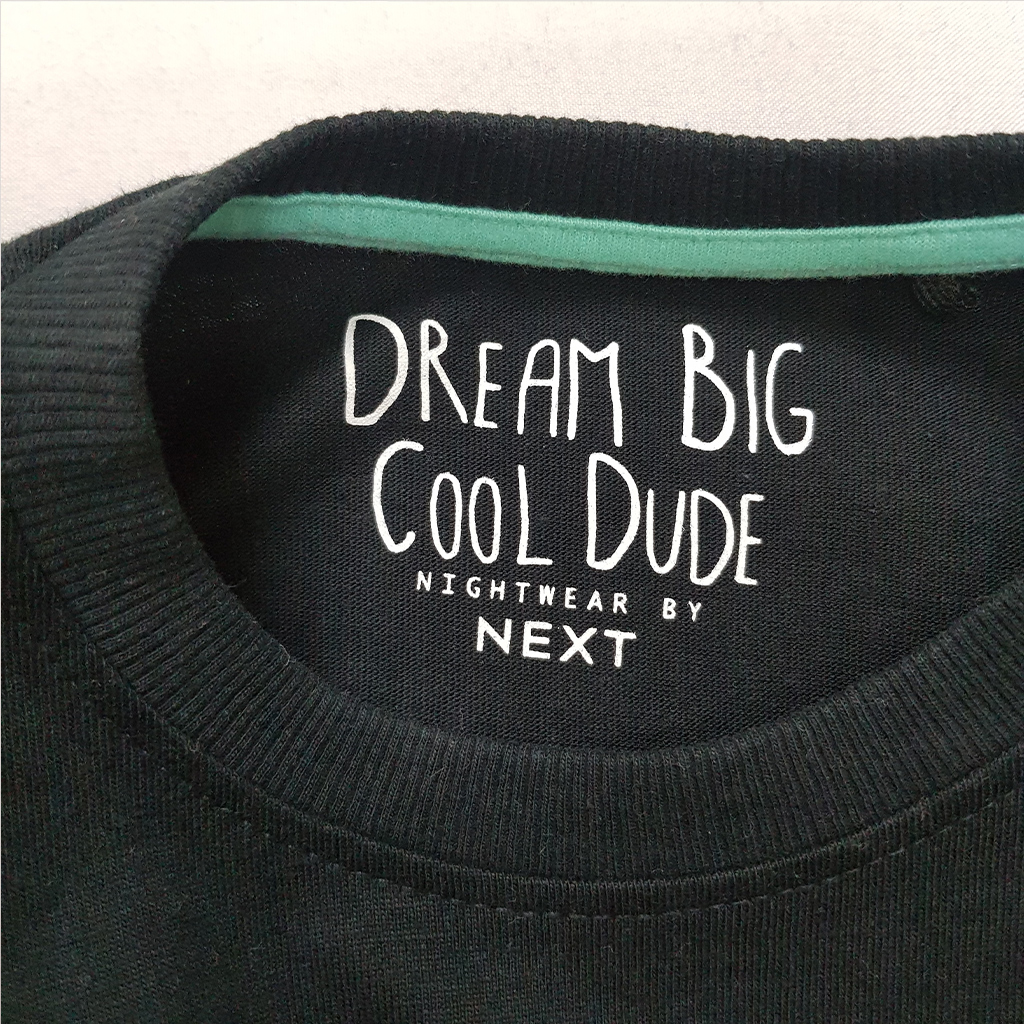 DREAM BIG
COOL DUDE
NIGHTWEAR BY
NEXT